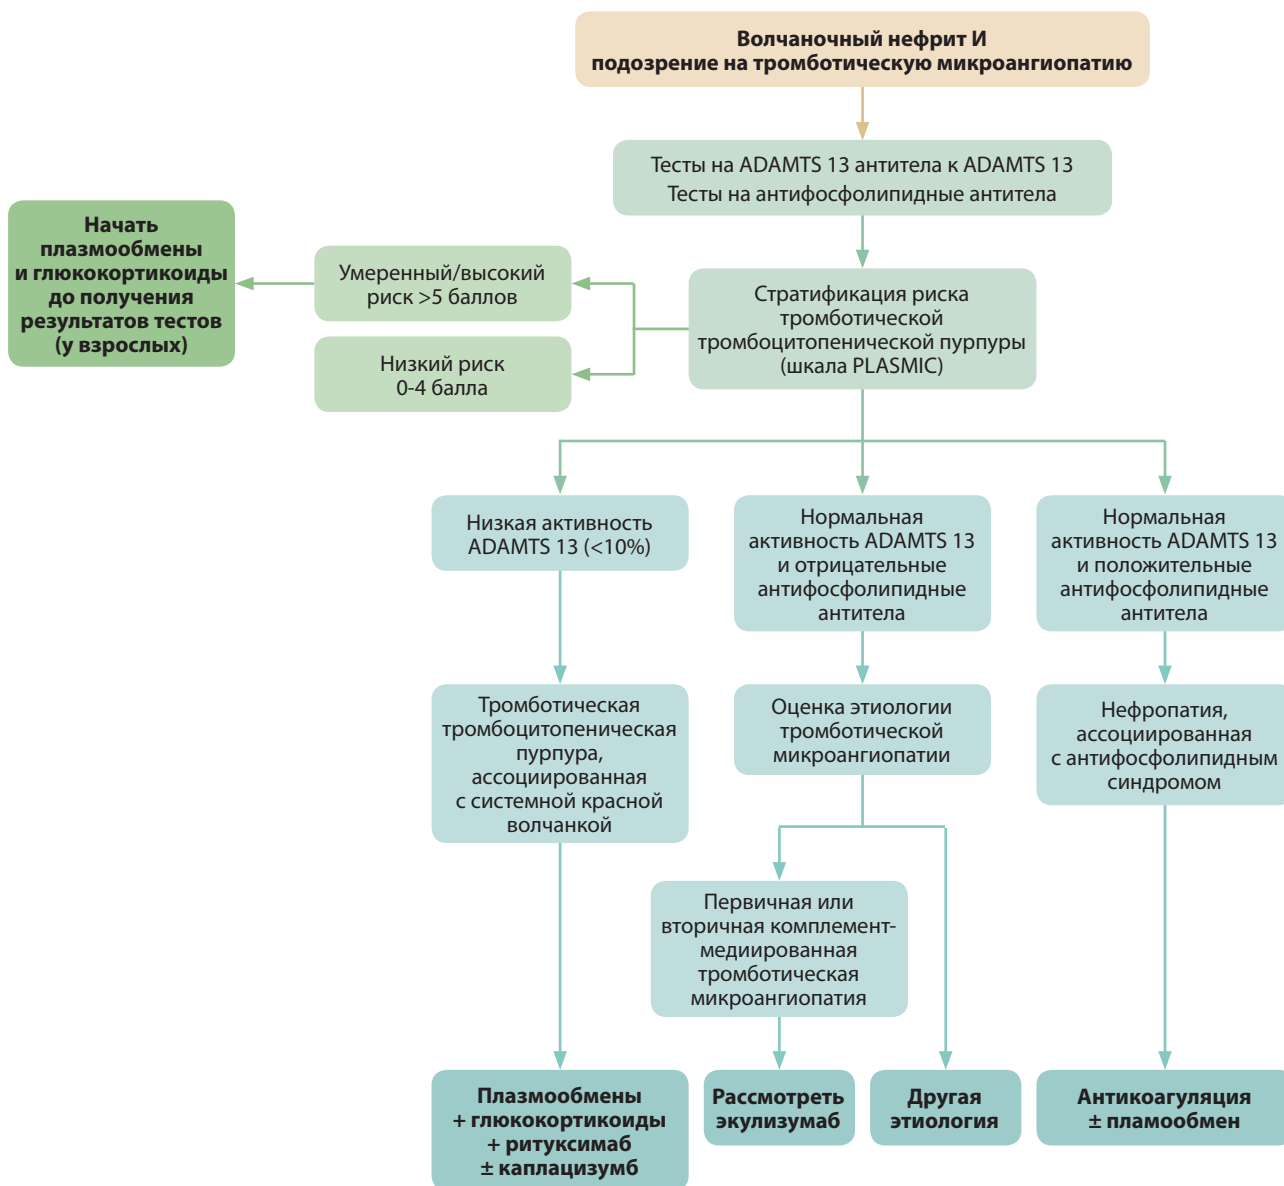 Волчаночный нефрит И
подозрение на тромботическую микроангиопатию
Тесты на ADAMTS 13 антитела к ADAMTS 13
Тесты на антифосфолипидные антитела
Начать
плазмообмены
и глюкокортикоиды
до получения
результатов тестов
(у взрослых)
Умеренный/высокий
риск >5 баллов
Низкий риск
0-4 балла
Стратификация риска
тромботической
тромбоцитопенической пурпуры
(шкала PLASMIC)
Низкая активность
ADAMTS 13 (<10%)
Нормальная
активность ADAMTS 13
и отрицательные
антифосфолипидные
антитела
Нормальная
активность ADAMTS 13
и положительные
антифосфолипидные
антитела
Тромботическая
тромбоцитопеническая
пурпура,
ассоциированная
с системной красной
волчанкой
Оценка этиологии
тромботической
микроангиопатии
Нефропатия,
ассоциированная
с антифосфолипидным
синдромом
Первичная или
вторичная комплемент-
медиированная
тромботическая
микроангиопатия
Плазмообмены
+ глюкокортикоиды
+ ритуксимаб
± каплацизумб
Рассмотреть
экулизумаб
Другая
этиология
Антикоагуляция
± пламообмен